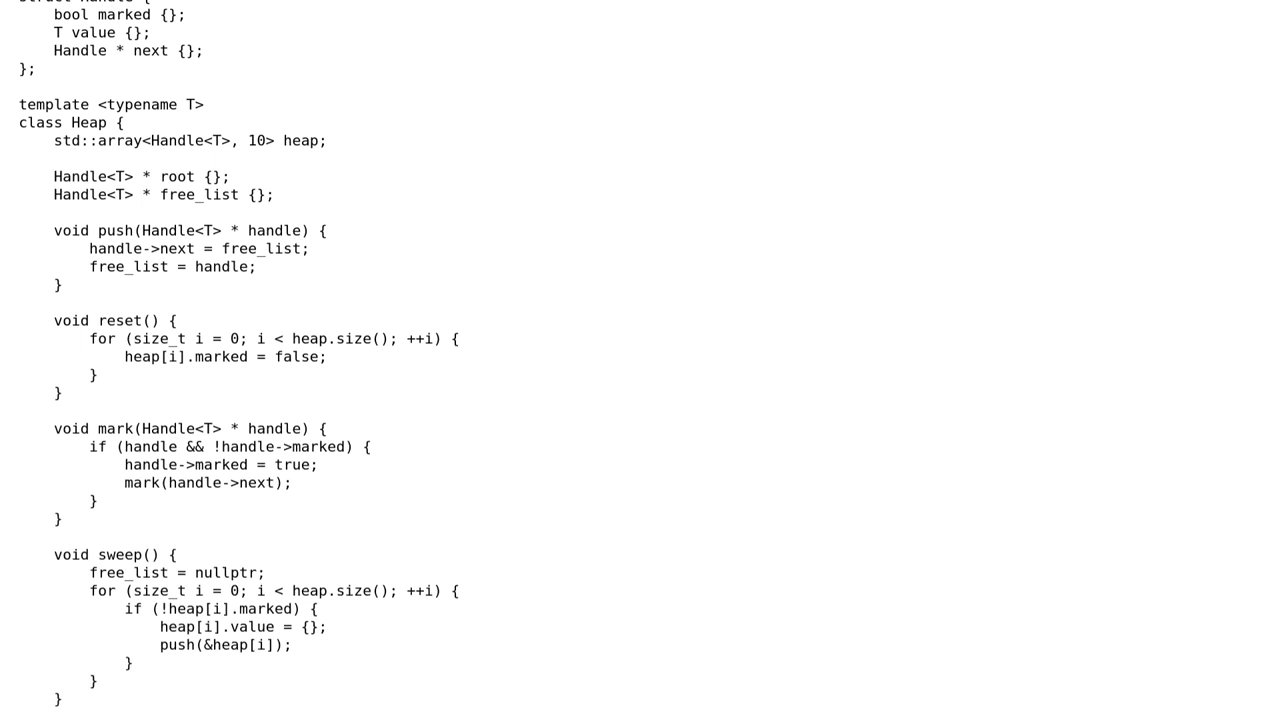 struct Handle {
    bool marked {};
    T value {};
    Handle * next {};
};

template <typename T>
class Heap {
    std::array<Handle<T>, 10> heap;

    Handle<T> * root {};
    Handle<T> * free_list {};

    void push(Handle<T> * handle) {
        handle->next = free_list;
        free_list = handle;
    }

    void reset() {
        for (size_t i = 0; i < heap.size(); ++i) {
            heap[i].marked = false;
        }
    }

    void mark(Handle<T> * handle) {
        if (handle && !handle->marked) {
            handle->marked = true;
            mark(handle->next);
        }
    }

    void sweep() {
        free_list = nullptr;
        for (size_t i = 0; i < heap.size(); ++i) {
            if (!heap[i].marked) {
                heap[i].value = {};
                push(&heap[i]);
            }
        }
    }